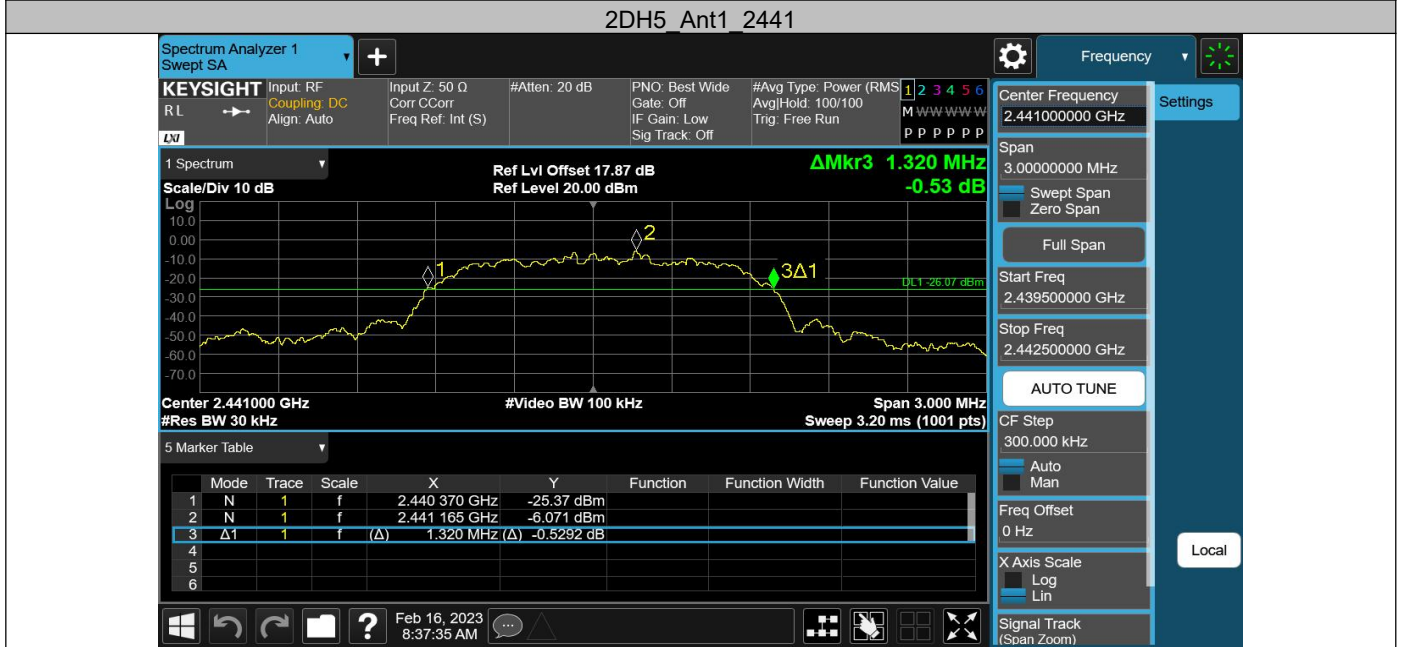 2DH5_Ant1_2441
Spectrum Analyzer 1
Swept SA
Frequency
KEYSIGHT
RL
LXI
Input: RF
Coupling: DC
Align: Auto
Input Z: 50 Ω
Corr CCorr
Freq Ref: Int (S)
#Atten: 20 dB
PNO: Best Wide
Gate: Off
IF Gain: Low
Sig Track: Off
#Avg Type: Power (RMS
Avg|Hold: 100/100
Trig: Free Run
1 2 3 4 5 6
M W W W W W
P P P P P P
1 Spectrum
Scale/Div 10 dB
Ref Lvl Offset 17.87 dB
Ref Level 20.00 dBm
ΔMkr3 1.320 MHz
-0.53 dB
Log
10.0
0.00
-10.0
-20.0
-30.0
-40.0
-50.0
-60.0
-70.0
1
2
3Δ1
DL1 -26.07 dBm
Center 2.441000 GHz
#Video BW 100 kHz
Span 3.000 MHz
#Res BW 30 kHz
Sweep 3.20 ms (1001 pts)
5 Marker Table
Mode Trace Scale X Y Function Function Width Function Value
1 N 1 f 2.440 370 GHz -25.37 dBm
2 N 1 f 2.441 165 GHz -6.071 dBm
3 Δ1 1 f (Δ) 1.320 MHz (Δ) -0.5292 dB
4
5
6
Feb 16, 2023
8:37:35 AM
Settings
Center Frequency
2.441000000 GHz
Span
3.00000000 MHz
Swept Span
Zero Span
Full Span
Start Freq
2.439500000 GHz
Stop Freq
2.442500000 GHz
AUTO TUNE
CF Step
300.000 kHz
Auto
Man
Freq Offset
0 Hz
X Axis Scale
Log
Lin
Signal Track
(Span Zoom)
Local